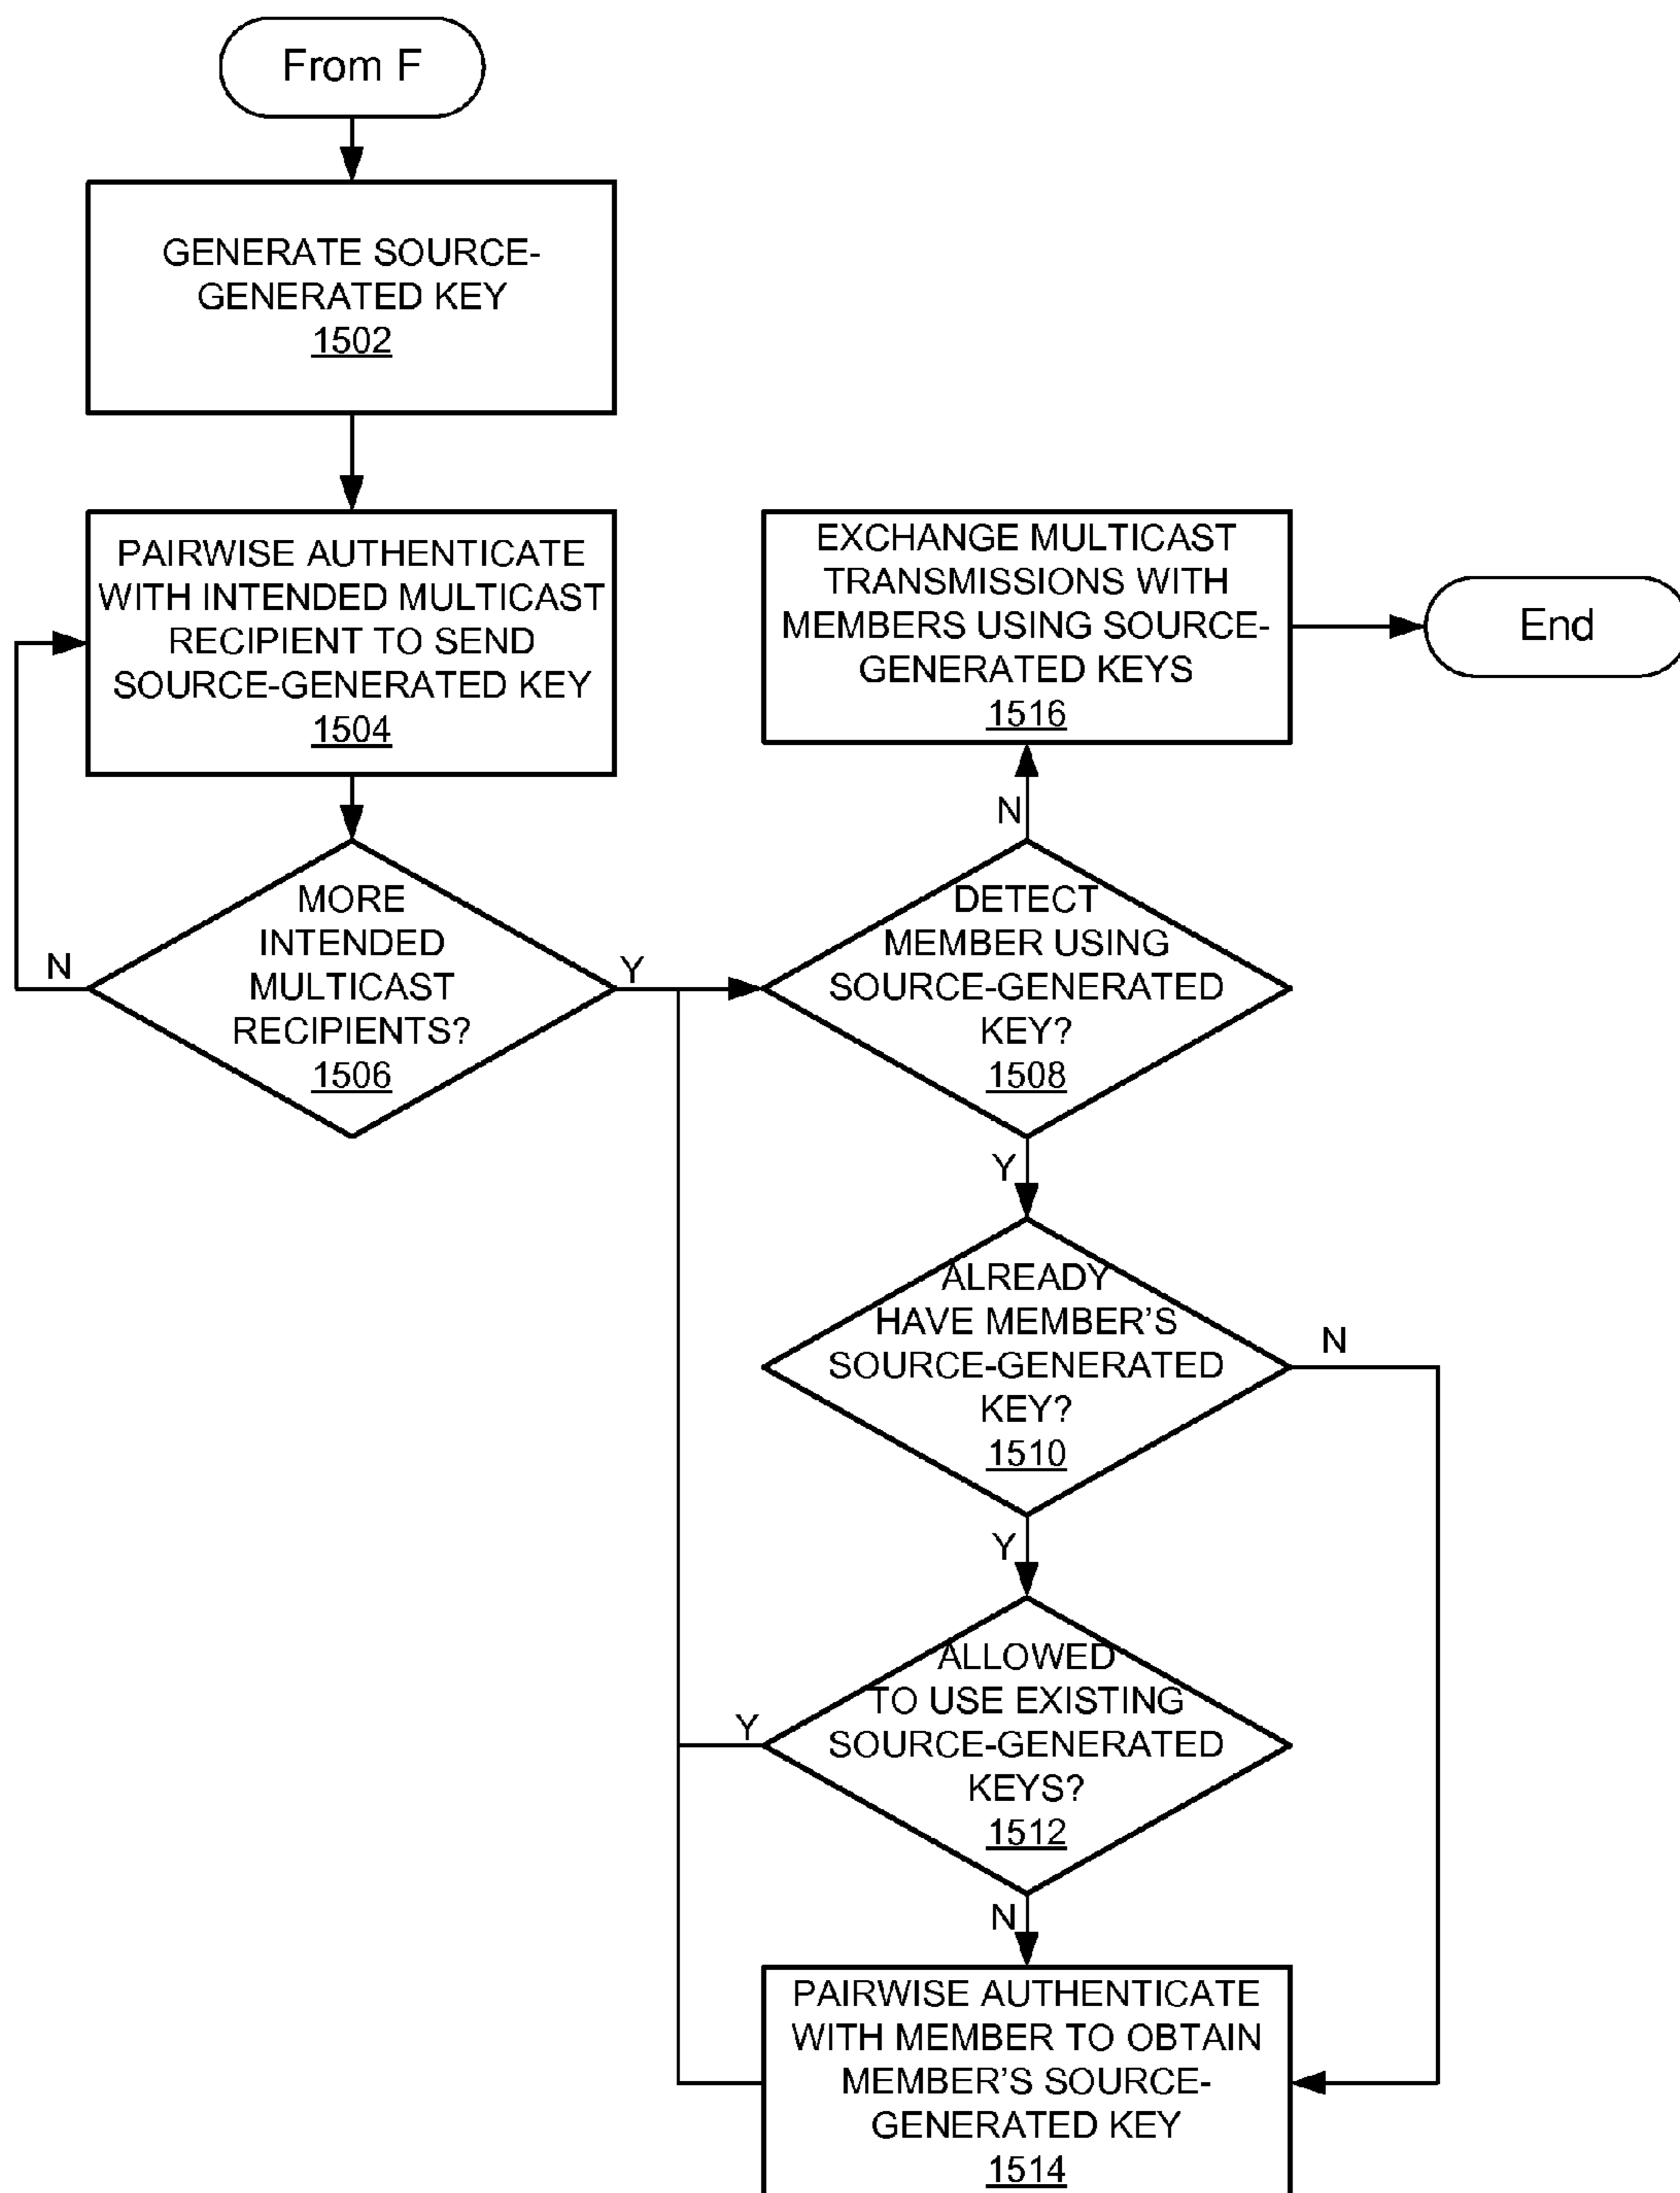 From F
GENERATE SOURCE-
GENERATED KEY
1502
PAIRWISE AUTHENTICATE
WITH INTENDED MULTICAST
RECIPIENT TO SEND
SOURCE-GENERATED KEY
1504
MORE
INTENDED
MULTICAST
RECIPIENTS?
1506
N
Y
EXCHANGE MULTICAST
TRANSMISSIONS WITH
MEMBERS USING SOURCE-
GENERATED KEYS
1516
End
N
DETECT
MEMBER USING
SOURCE-GENERATED
KEY?
1508
Y
ALREADY
HAVE MEMBER'S
SOURCE-GENERATED
KEY?
1510
N
Y
ALLOWED
TO USE EXISTING
SOURCE-GENERATED
KEYS?
1512
Y
N
PAIRWISE AUTHENTICATE
WITH MEMBER TO OBTAIN
MEMBER'S SOURCE-
GENERATED KEY
1514